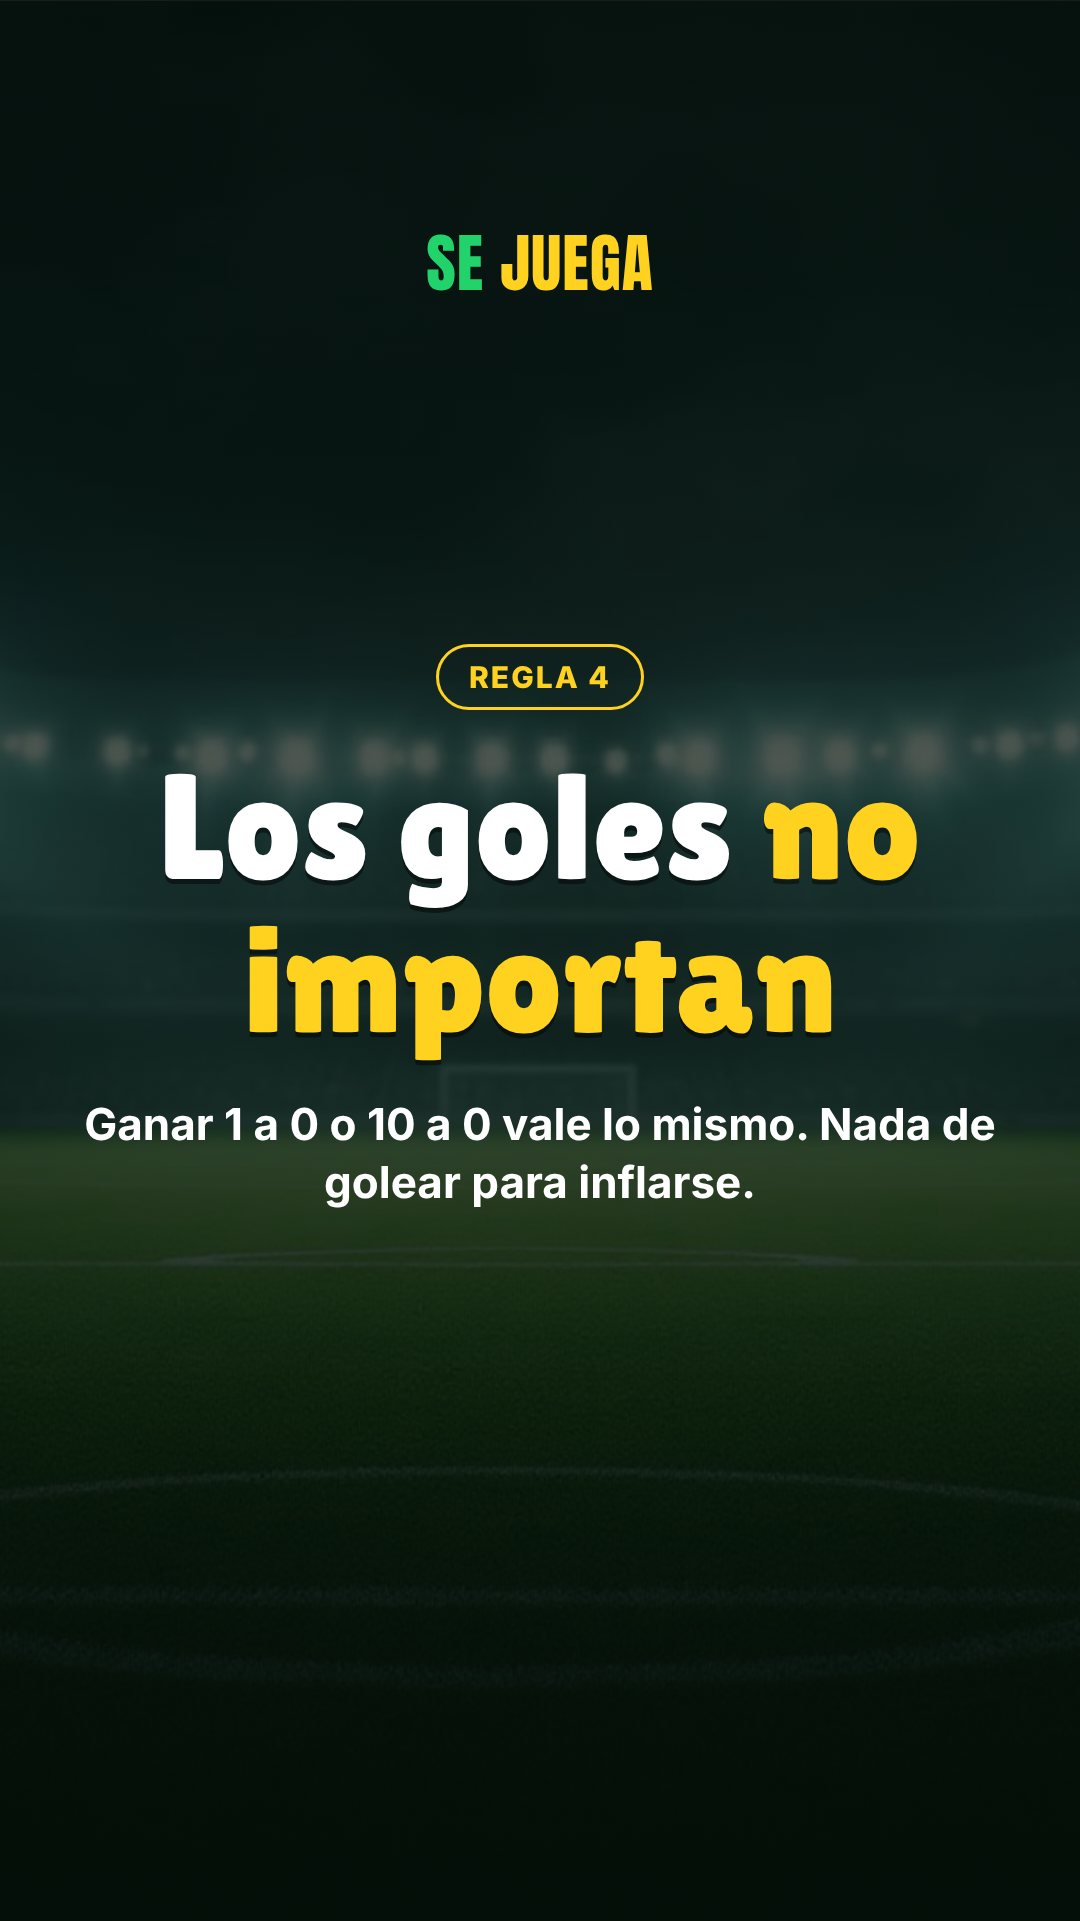 SE JUEGA
REGLA 4
Los goles no
importan
Ganar 1 a 0 o 10 a 0 vale lo mismo. Nada de
golear para inflarse.